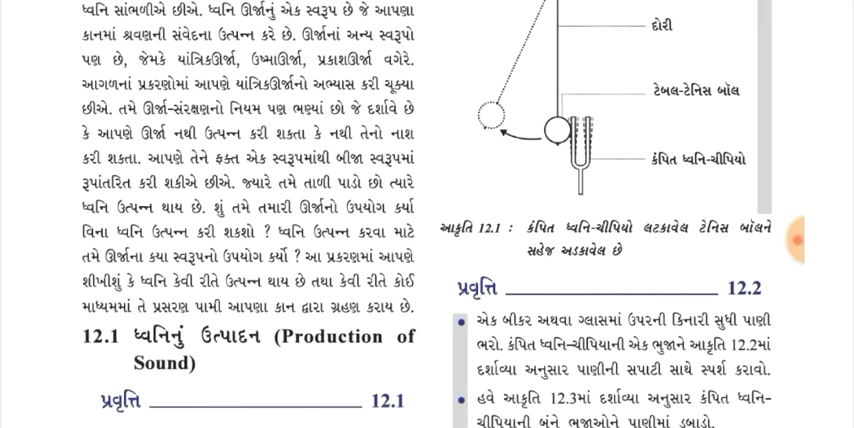 ધ્વનિ સાંભળીએ છીએ. ધ્વનિ ઊર્જાનું એક સ્વરૂપ છે જે આપણા
કાનમાં શ્રવણની સંવેદના ઉત્પન્ન કરે છે. ઊર્જાનાં અન્ય સ્વરૂપો
પણ છે, જેમકે યાંત્રિકઊર્જા, ઉષ્માઊર્જા, પ્રકાશઊર્જા વગેરે.
આગળનાં પ્રકરણોમાં આપણે યાંત્રિકઊર્જાનો અભ્યાસ કરી ચૂક્યા
છીએ. તમે ઊર્જા-સંરક્ષણનો નિયમ પણ ભણ્યાં છો જે દર્શાવે છે
કે આપણે ઊર્જા નથી ઉત્પન્ન કરી શકતા કે નથી તેનો નાશ
કરી શકતા. આપણે તેને ફક્ત એક સ્વરૂપમાંથી બીજા સ્વરૂપમાં
રૂપાંતરિત કરી શકીએ છીએ. જ્યારે તમે તાળી પાડો છો ત્યારે
ધ્વનિ ઉત્પન્ન થાય છે. શું તમે તમારી ઊર્જાનો ઉપયોગ કર્યા
વિના ધ્વનિ ઉત્પન્ન કરી શકશો ? ધ્વનિ ઉત્પન્ન કરવા માટે
તમે ઊર્જાના કયા સ્વરૂપનો ઉપયોગ કર્યો ? આ પ્રકરણમાં આપણે
શીખીશું કે ધ્વનિ કેવી રીતે ઉત્પન્ન થાય છે તથા કેવી રીતે કોઈ
માધ્યમમાં તે પ્રસરણ પામી આપણા કાન દ્વારા ગ્રહણ કરાય છે.
12.1 ધ્વનિનું ઉત્પાદન (Production of
Sound)
પ્રવૃત્તિ 12.1
દોરી
ટેબલ-ટેનિસ બૉલ
કંપિત ધ્વનિ-ચીપિયો
આકૃતિ 12.1 : કંપિત ધ્વનિ-ચીપિયો લટકાવેલ ટેનિસ બૉલને
સહેજ અડકાવેલ છે
પ્રવૃત્તિ 12.2
• એક બીકર અથવા ગ્લાસમાં ઉપરની કિનારી સુધી પાણી
ભરો. કંપિત ધ્વનિ-ચીપિયાની એક ભુજાને આકૃતિ 12.2માં
દર્શાવ્યા અનુસાર પાણીની સપાટી સાથે સ્પર્શ કરાવો.
• હવે આકૃતિ 12.3માં દર્શાવ્યા અનુસાર કંપિત ધ્વનિ-
ચીપિયાની બંને ભુજાઓને પાણીમાં ડુબાડો.